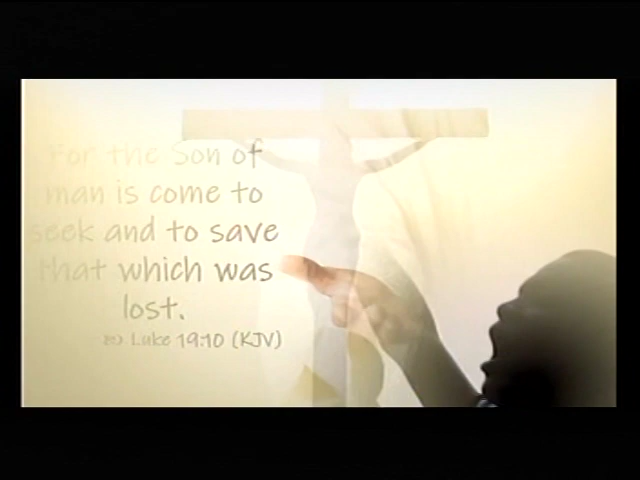 For the Son of
man is come to
seek and to save
that which was
lost.
Luke 19:10 (KJV)